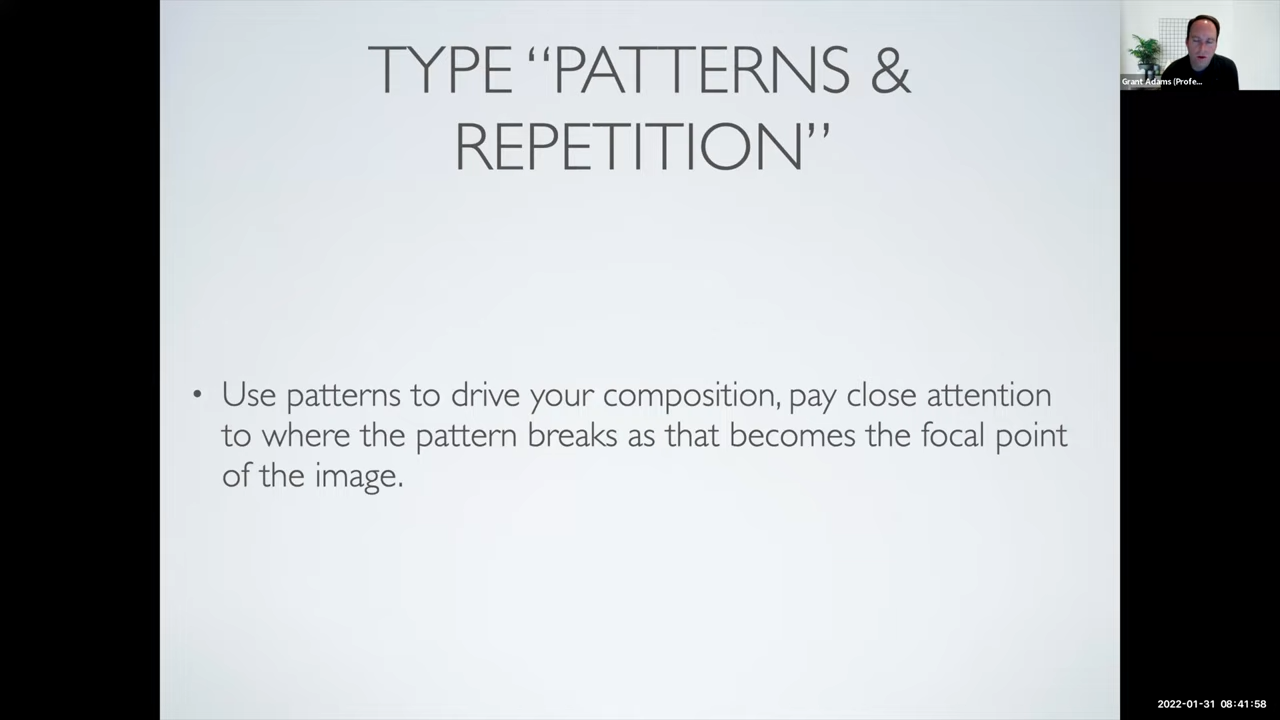 TYPE “PATTERNS &
REPETITION”
• Use patterns to drive your composition, pay close attention
to where the pattern breaks as that becomes the focal point
of the image.
Grant Adams (Profe...
2022-01-31 08:41:58